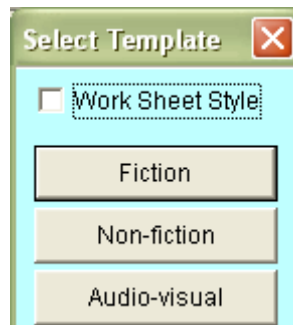 Select Template
Work Sheet Style
Fiction
Non-fiction
Audio-visual